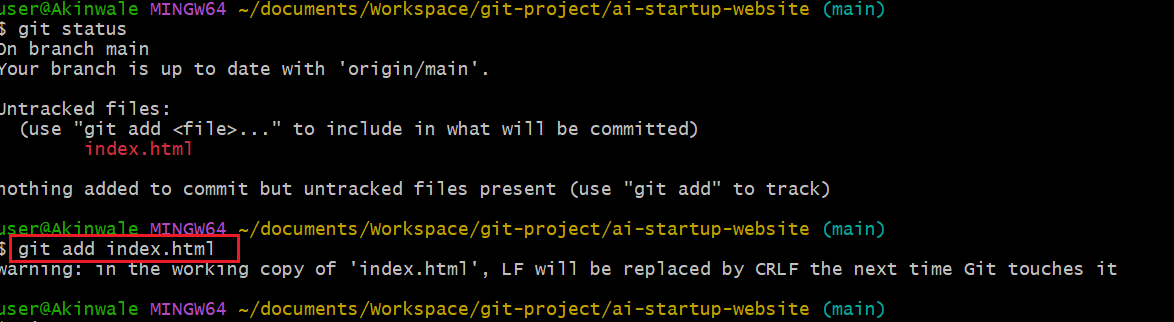 user@Akinwale MINGW64 ~/documents/Workspace/git-project/ai-startup-website (main)
$ git status
On branch main
Your branch is up to date with 'origin/main'.
Untracked files:
(use "git add <file>..." to include in what will be committed)
index.html
nothing added to commit but untracked files present (use "git add" to track)
user@Akinwale MINGW64 ~/documents/Workspace/git-project/ai-startup-website (main)
$ git add index.html
warning: in the working copy of 'index.html', LF will be replaced by CRLF the next time Git touches it
user@Akinwale MINGW64 ~/documents/Workspace/git-project/ai-startup-website (main)